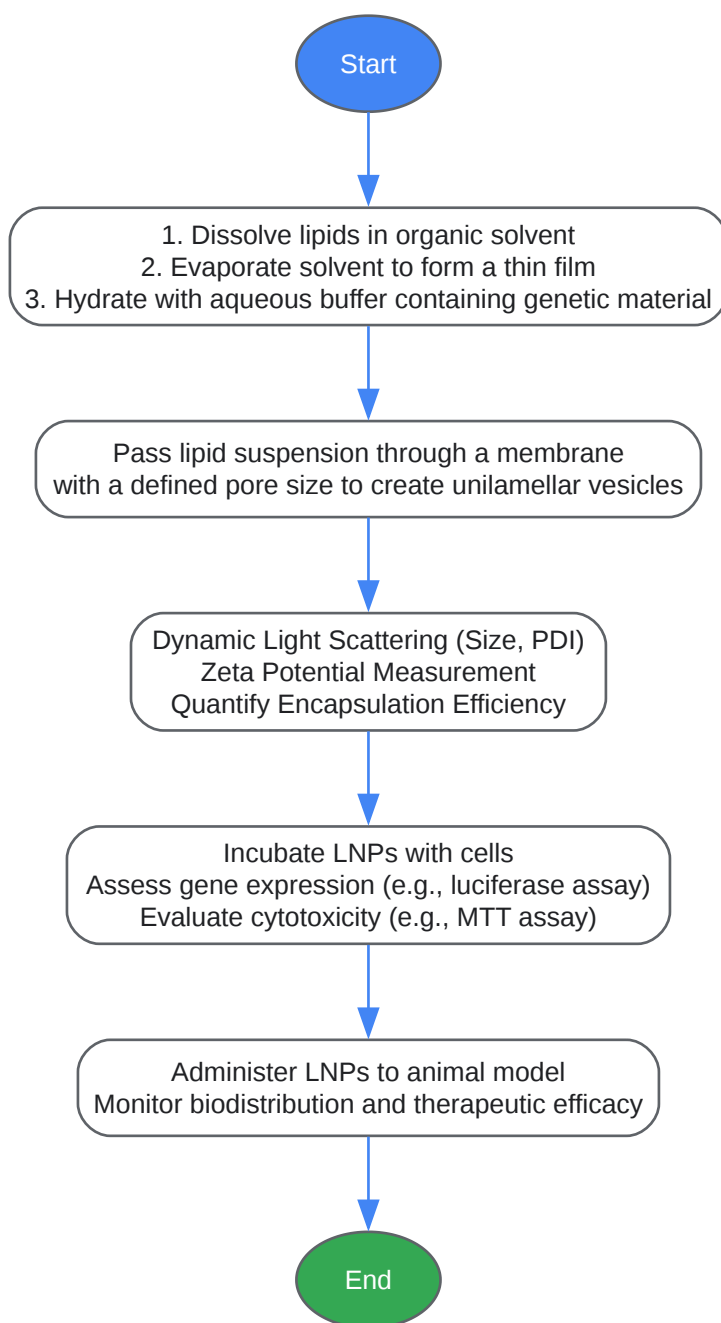 Start
1. Dissolve lipids in organic solvent
2. Evaporate solvent to form a thin film
3. Hydrate with aqueous buffer containing genetic material
Pass lipid suspension through a membrane
with a defined pore size to create unilamellar vesicles
Dynamic Light Scattering (Size, PDI)
Zeta Potential Measurement
Quantify Encapsulation Efficiency
Incubate LNPs with cells
Assess gene expression (e.g., luciferase assay)
Evaluate cytotoxicity (e.g., MTT assay)
Administer LNPs to animal model
Monitor biodistribution and therapeutic efficacy
End